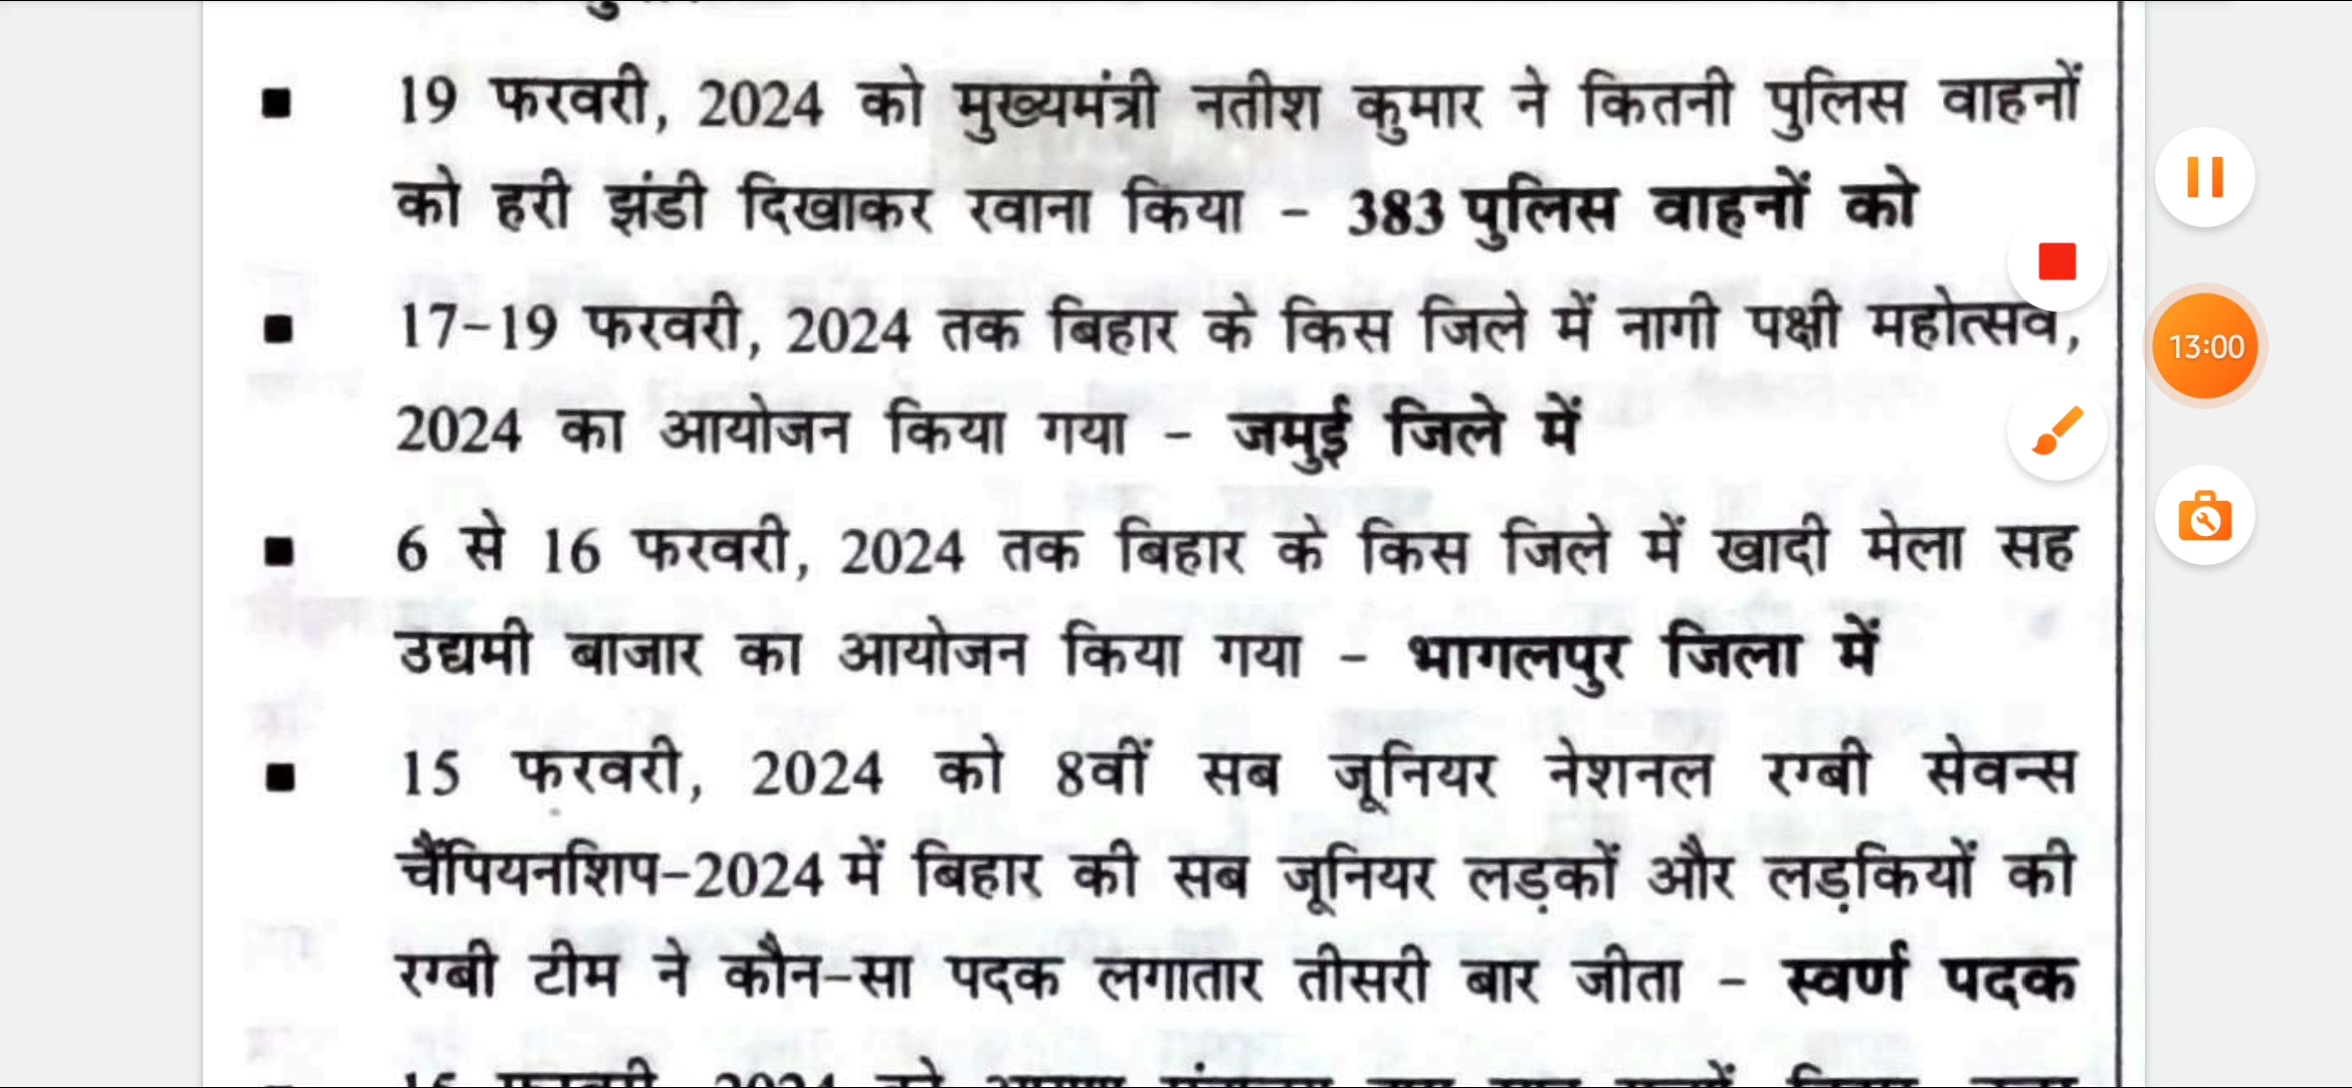 ■ 19 फरवरी, 2024 को मुख्यमंत्री नतीश कुमार ने कितनी पुलिस वाहनों
को हरी झंडी दिखाकर रवाना किया - 383 पुलिस वाहनों को
■ 17-19 फरवरी, 2024 तक बिहार के किस जिले में नागी पक्षी महोत्सव,
2024 का आयोजन किया गया - जमुई जिले में
■ 6 से 16 फरवरी, 2024 तक बिहार के किस जिले में खादी मेला सह
उद्यमी बाजार का आयोजन किया गया - भागलपुर जिला में
■ 15 फरवरी, 2024 को 8वीं सब जूनियर नेशनल रग्बी सेवन्स
चैंपियनशिप-2024 में बिहार की सब जूनियर लड़कों और लड़कियों की
रग्बी टीम ने कौन-सा पदक लगातार तीसरी बार जीता - स्वर्ण पदक
13:00